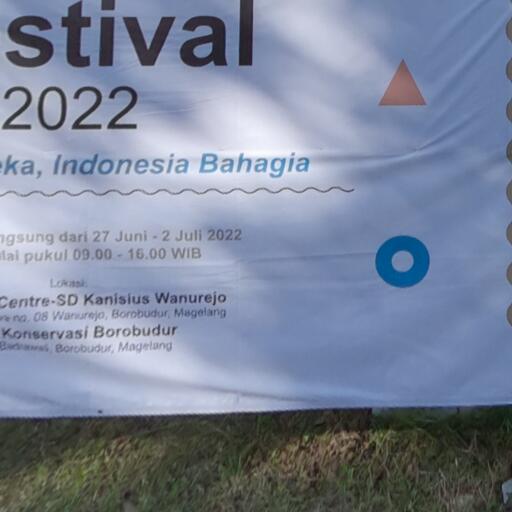 stival
2022
eka, Indonesia Bahagia
ngsung dari 27 Juni - 2 Juli 2022
lai pukul 09.00 - 16.00 WIB
Lokasi:
Centre-SD Kanisius Wanurejo
no. 08 Wanurejo, Borobudur, Magelang
Konservasi Borobudur
Borobudur, Magelang